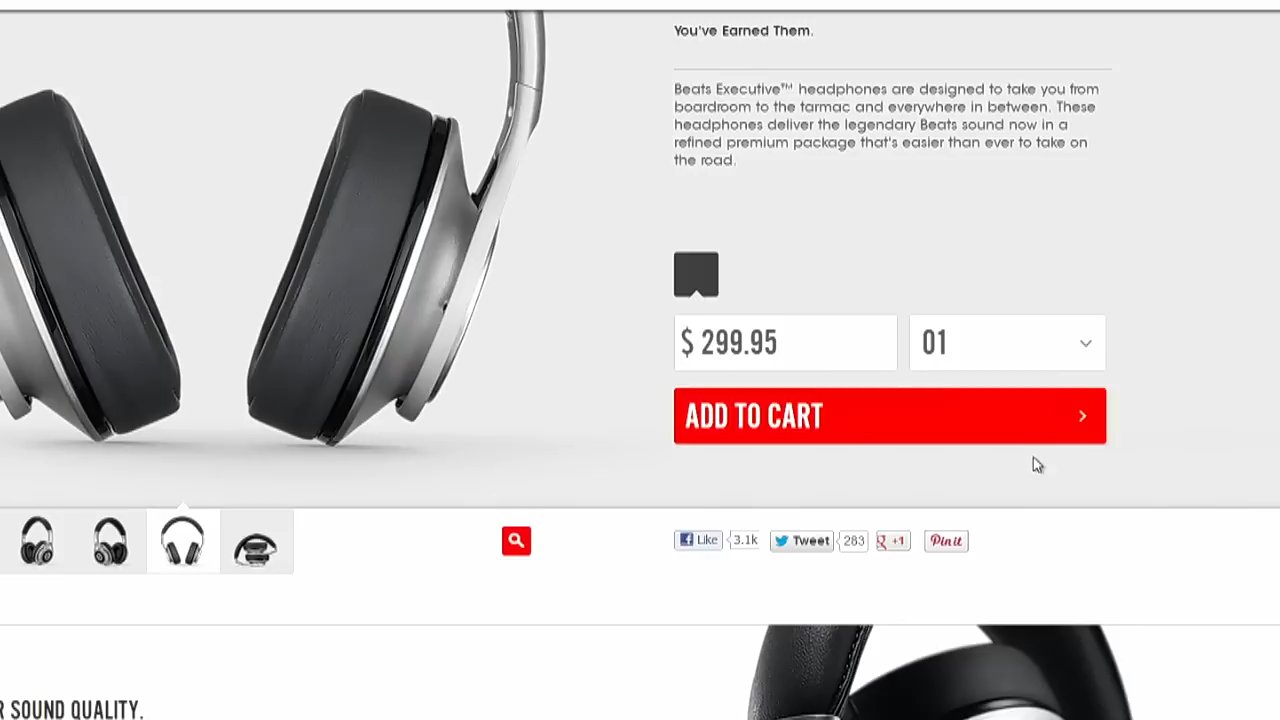 You've Earned Them.
Beats Executive™ headphones are designed to take you from
boardroom to the tarmac and everywhere in between. These
headphones deliver the legendary Beats sound now in a
refined premium package that's easier than ever to take on
the road.
$ 299.95
01
ADD TO CART
Like 3.1k Tweet 283 +1 Pin it
R SOUND QUALITY.